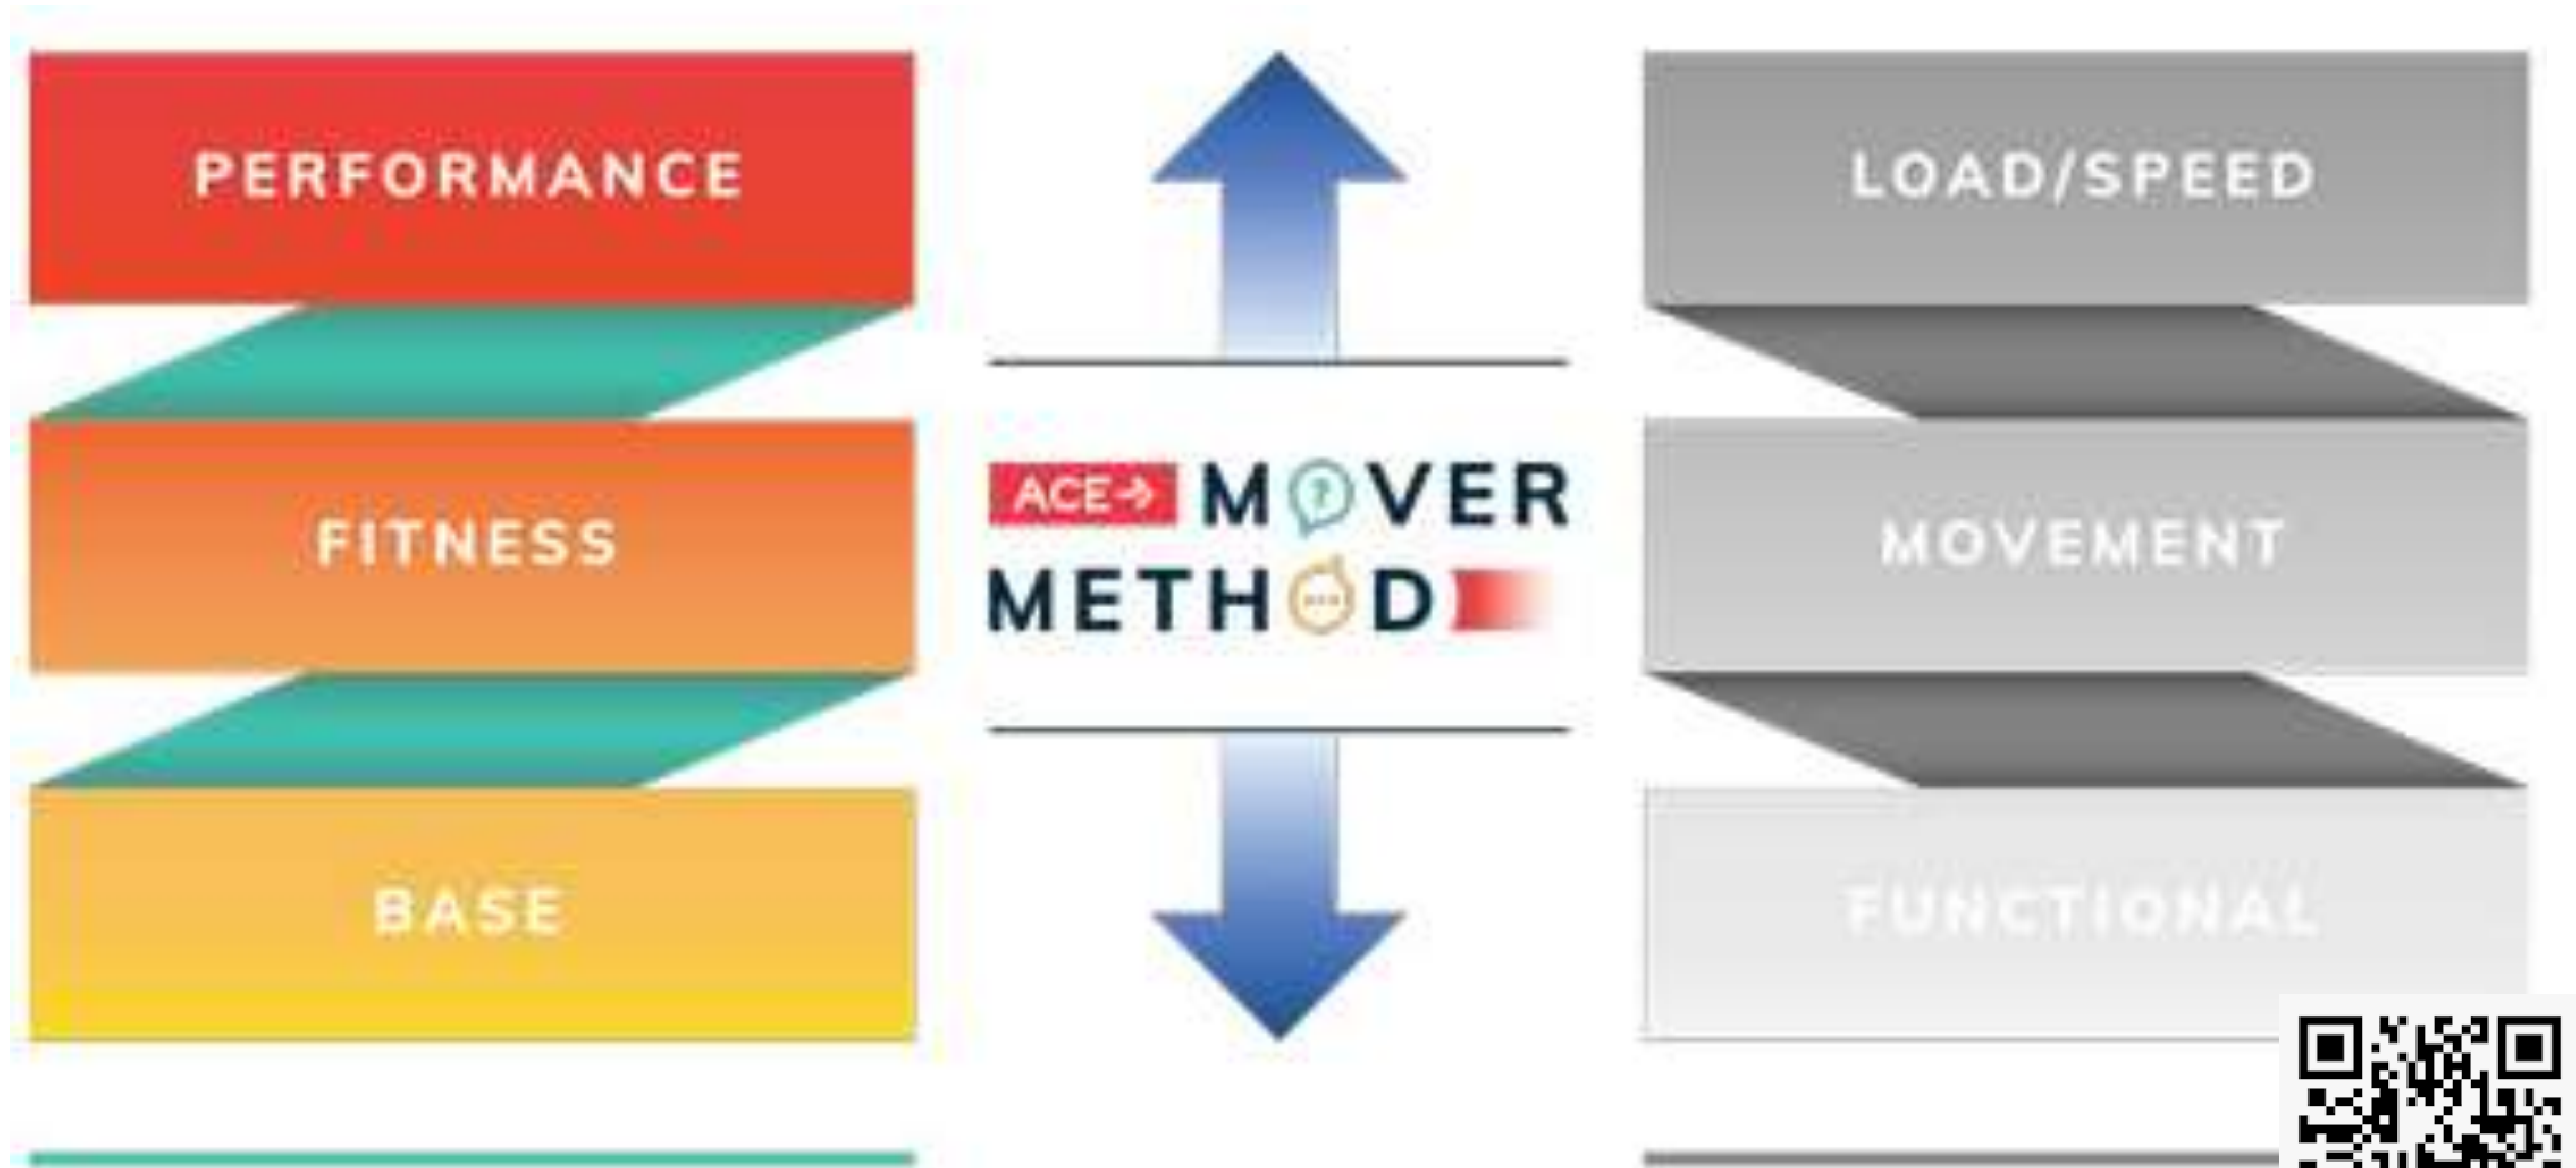 PERFORMANCE
FITNESS
BASE
ACE MOVER
METHOD
LOAD/SPEED
MOVEMENT
FUNCTIONAL